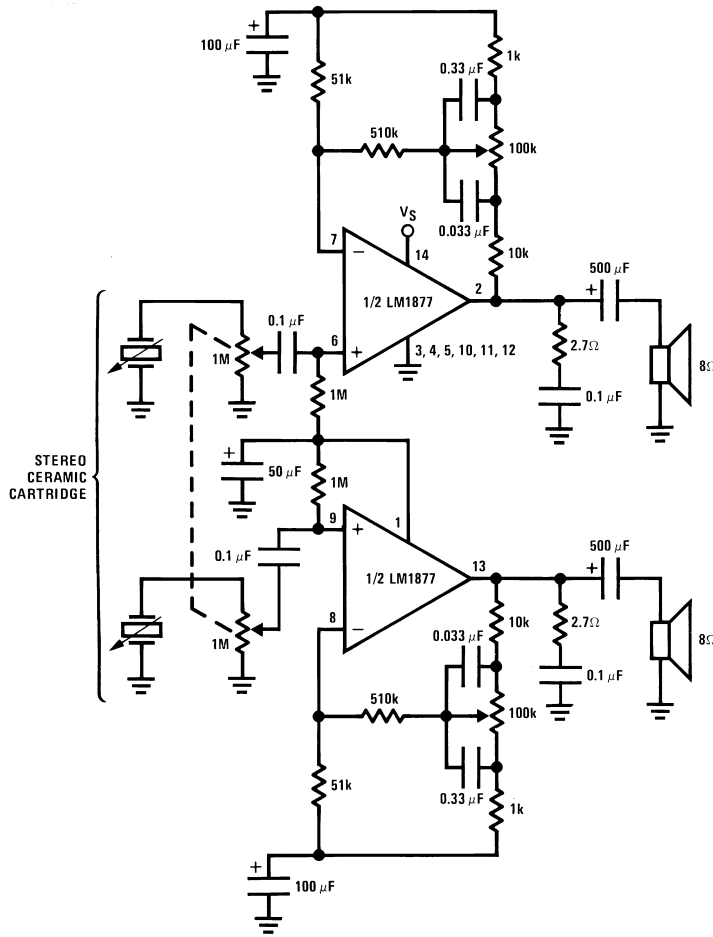 +
100 µF
51k
1k
0.33 µF
510k
100k
0.033 µF
10k
VS
7
14
−
1/2 LM1877
2
+
500 µF
0.1 µF
6
+
3, 4, 5, 10, 11, 12
2.7Ω
0.1 µF
8Ω
1M
1M
STEREO
CERAMIC
CARTRIDGE
+
50 µF
1M
9
+
1
0.1 µF
1/2 LM1877
13
+
500 µF
8
−
1M
10k
2.7Ω
0.033 µF
0.1 µF
8Ω
510k
100k
51k
0.33 µF
1k
+
100 µF